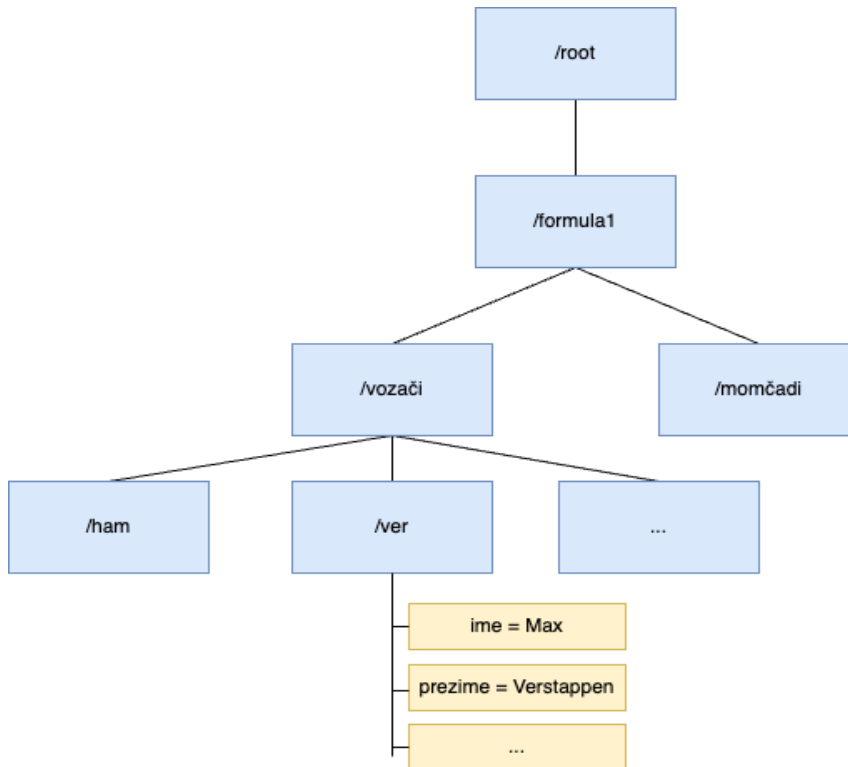 /root
/formula1
/vozači
/momčadi
/ham
/ver
...
ime = Max
prezime = Verstappen
...